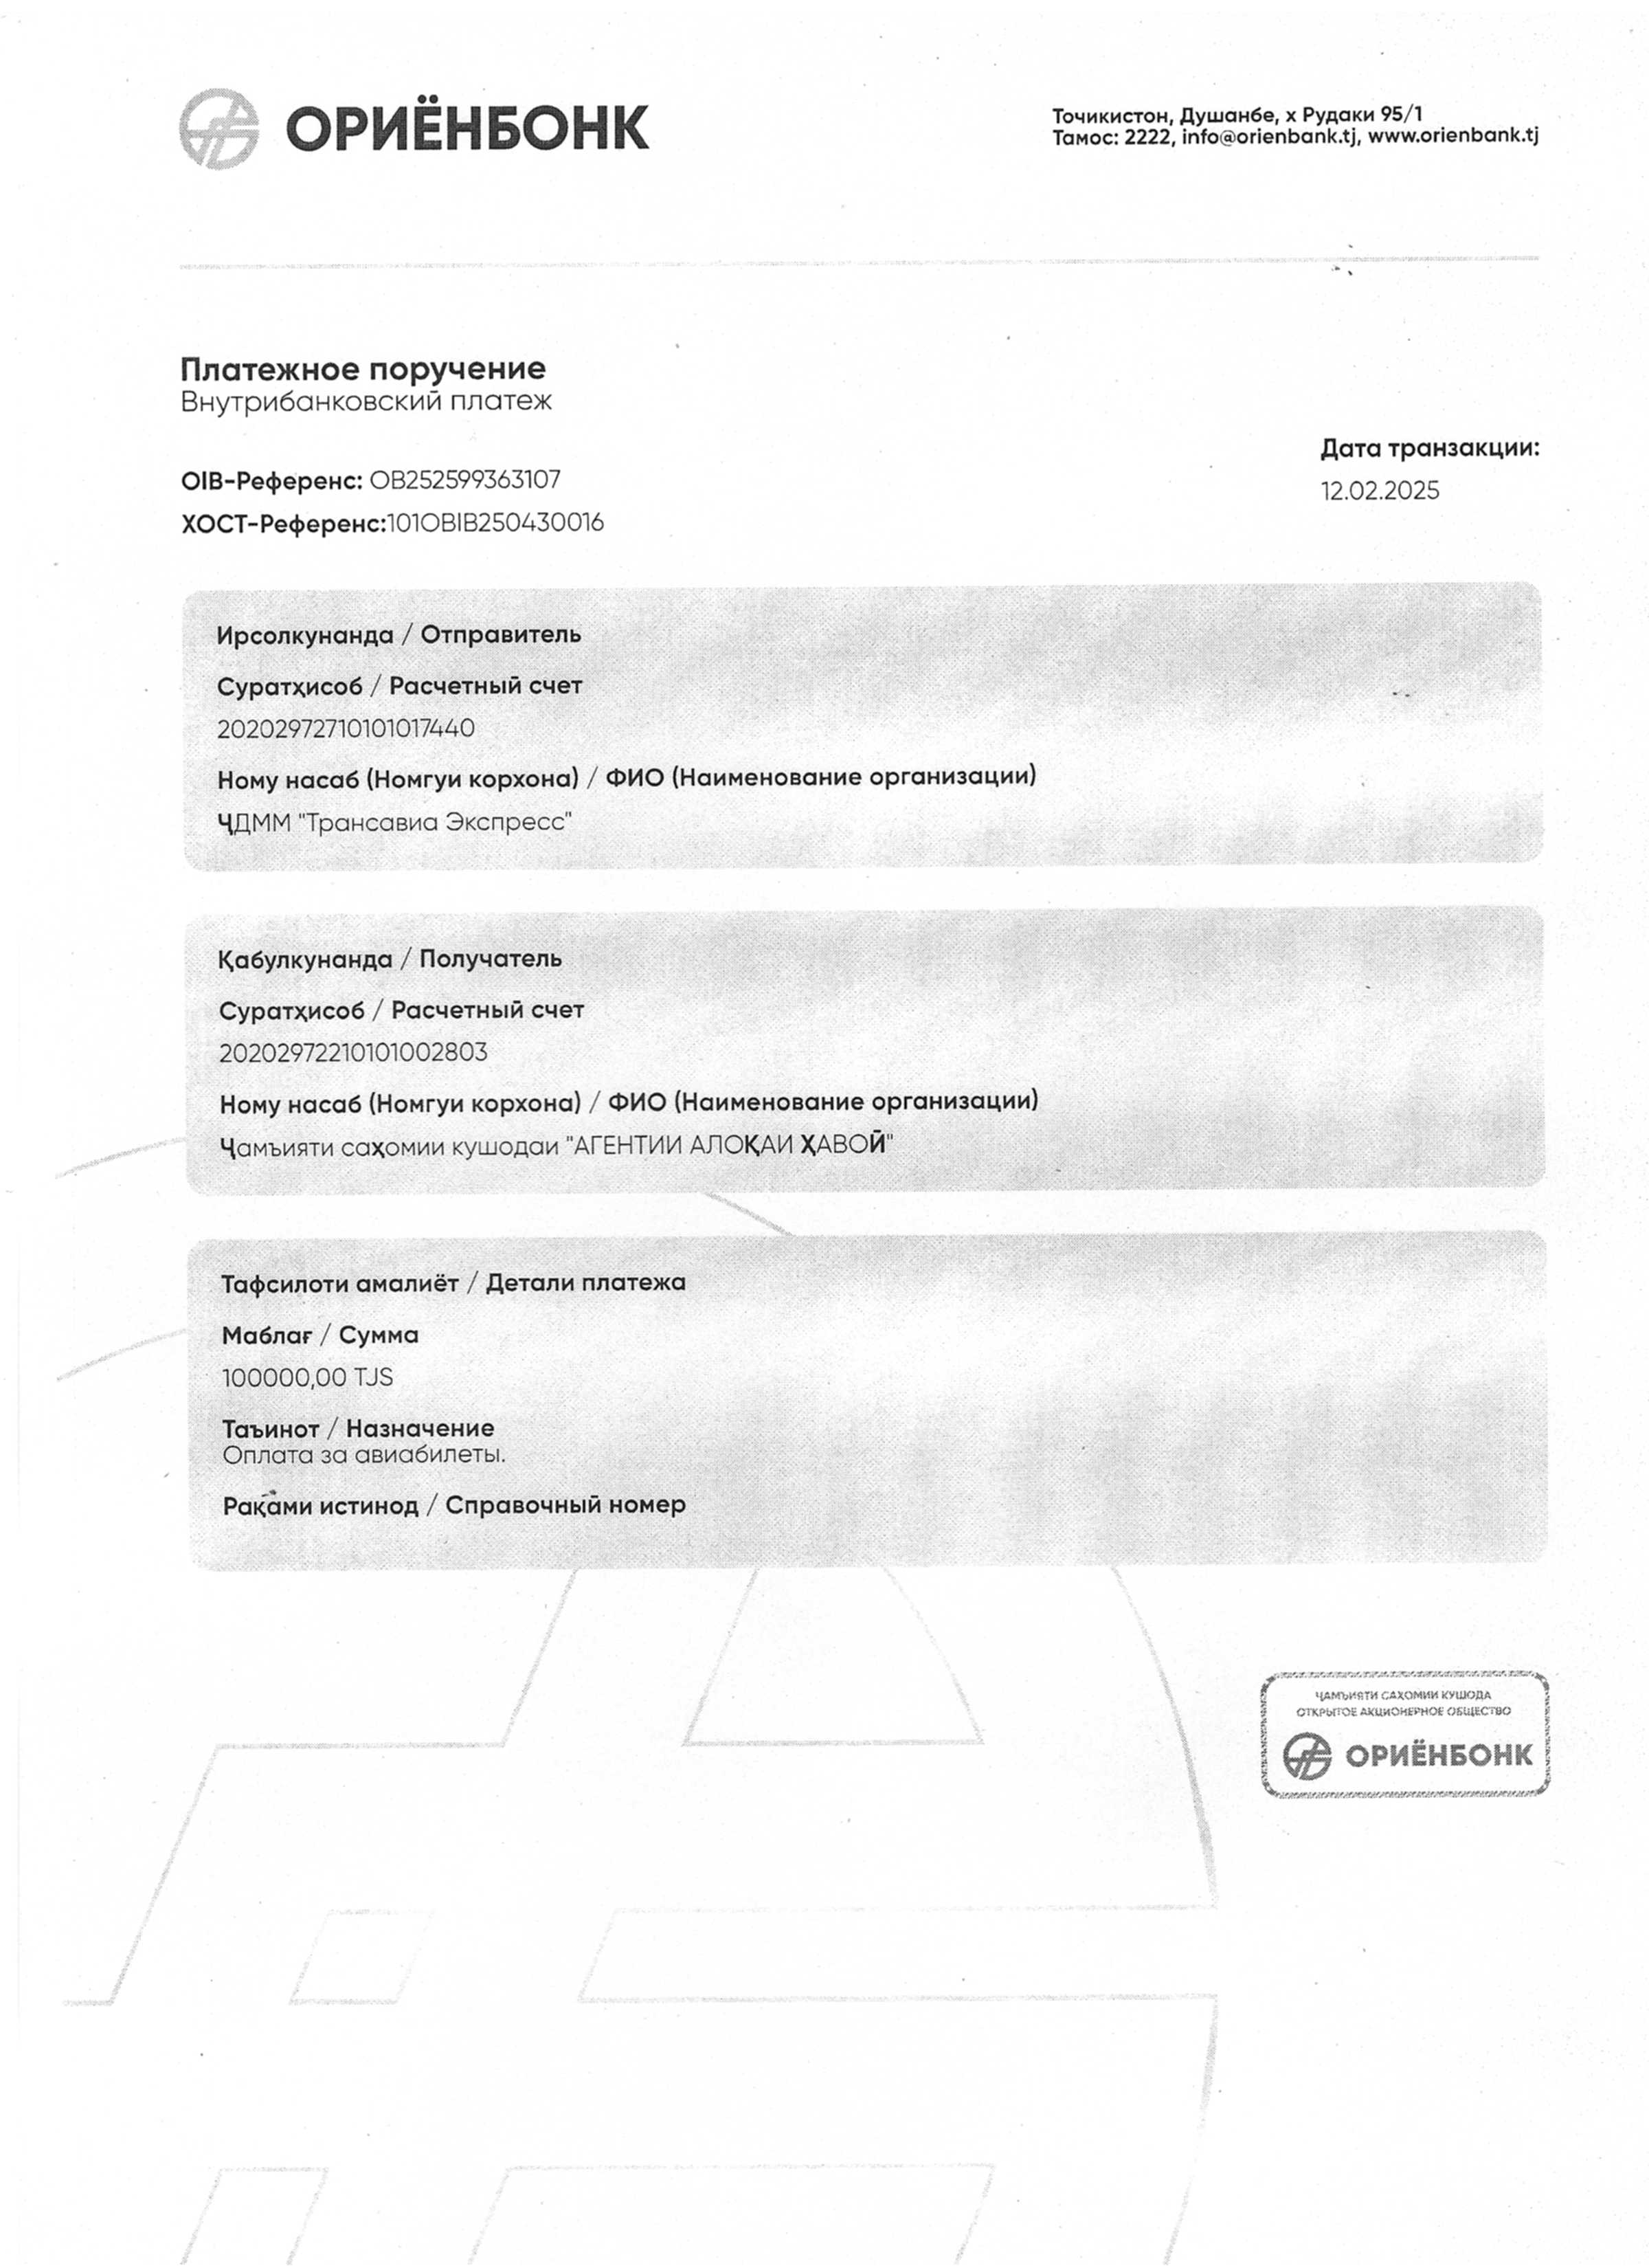 ОРИЁНБОНК
Точикистон, Душанбе, х Рудаки 95/1
Тамос: 2222, info@orienbank.tj, www.orienbank.tj
Платежное поручение
Внутрибанковский платеж
Дата транзакции:
12.02.2025
OIB-Референс: OB252599363107
ХОСТ-Референс:101OBIB250430016
Ирсолкунанда / Отправитель
Суратҳисоб / Расчетный счет
20202972710101017440
Ному насаб (Номгуи корхона) / ФИО (Наименование организации)
ҶДММ "Трансавиа Экспресс"
Қабулкунанда / Получатель
Суратҳисоб / Расчетный счет
20202972210101002803
Ному насаб (Номгуи корхона) / ФИО (Наименование организации)
Ҷамъияти саҳомии кушодаи "АГЕНТИИ АЛОҚАИ ҲАВОӢ"
Тафсилоти амалиёт / Детали платежа
Маблағ / Сумма
100000,00 TJS
Таъинот / Назначение
Оплата за авиабилеты.
Рақами истинод / Справочный номер
ҶАМЪИЯТИ САҲОМИИ КУШОДА
ОТКРЫТОЕ АКЦИОНЕРНОЕ ОБЩЕСТВО
ОРИЁНБОНК